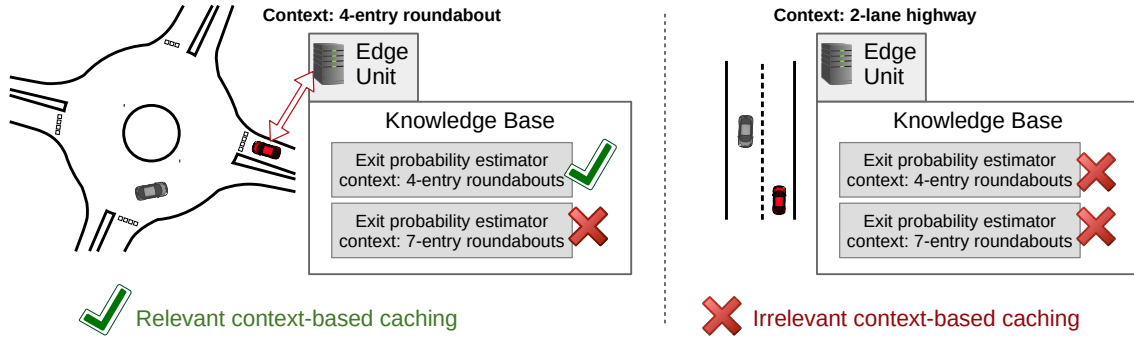 Context: 4-entry roundabout
Edge
Unit
Knowledge Base
Exit probability estimator
context: 4-entry roundabouts
Exit probability estimator
context: 7-entry roundabouts
Relevant context-based caching
Context: 2-lane highway
Edge
Unit
Knowledge Base
Exit probability estimator
context: 4-entry roundabouts
Exit probability estimator
context: 7-entry roundabouts
Irrelevant context-based caching